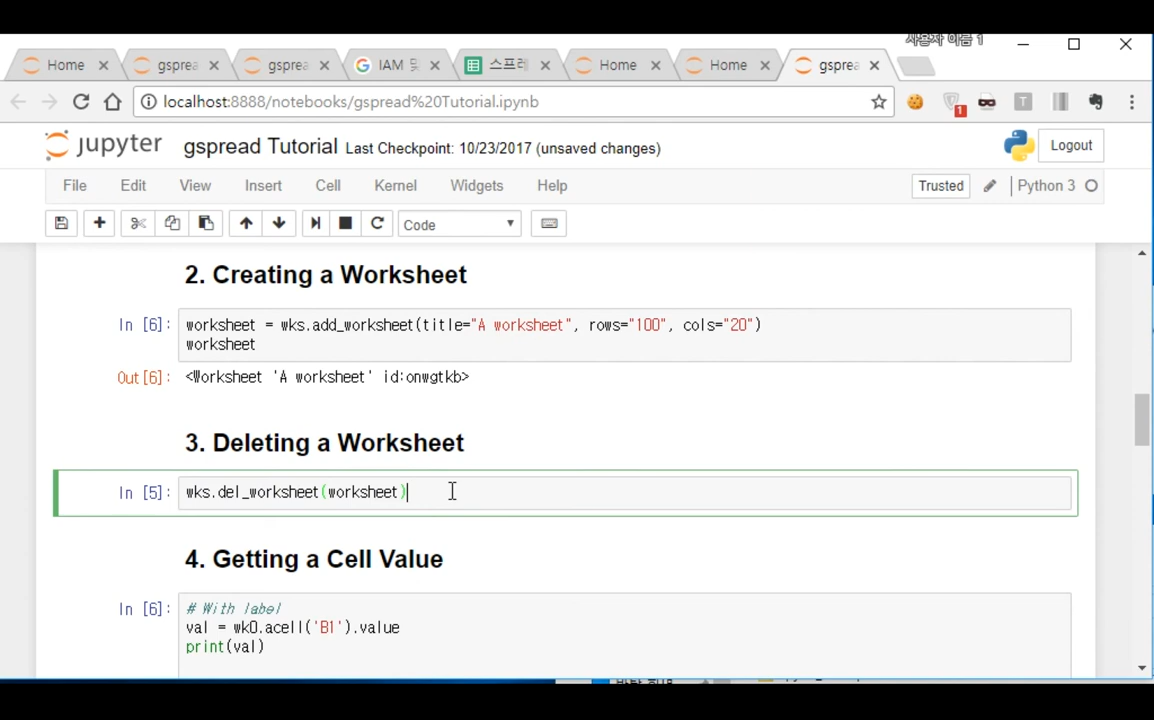 사용자 이름 1
Home
gsprea
gsprea
IAM 및
스프레
Home
Home
gsprea
localhost:8888/notebooks/gspread%20Tutorial.ipynb
1
T
jupyter
gspread Tutorial Last Checkpoint: 10/23/2017 (unsaved changes)
Logout
File Edit View Insert Cell Kernel Widgets Help
Trusted
Python 3
Code
2. Creating a Worksheet
In [6]: worksheet = wks.add_worksheet(title="A worksheet", rows="100", cols="20")
worksheet
Out[6]: <Worksheet 'A worksheet' id:onwgtkb>
3. Deleting a Worksheet
In [5]: wks.del_worksheet(worksheet)
4. Getting a Cell Value
In [6]: # With label
val = wk0.acell('B1').value
print(val)